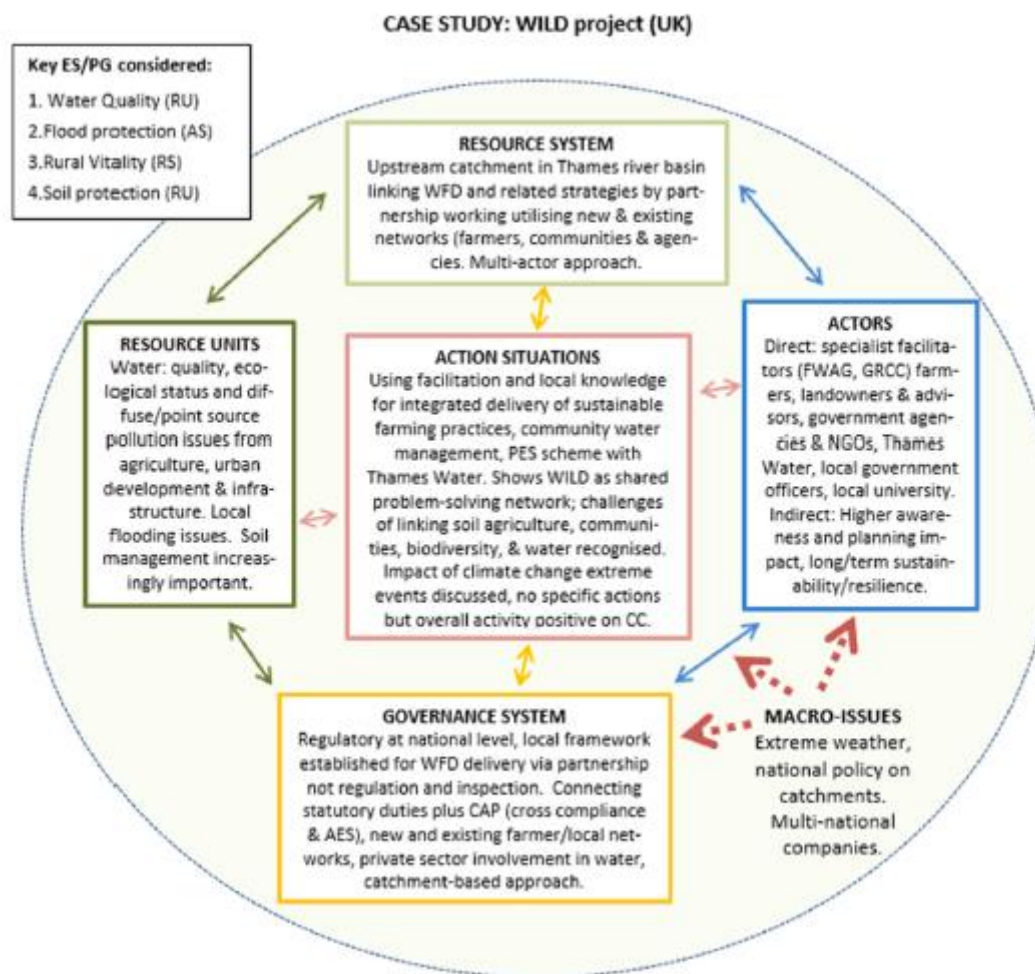 CASE STUDY: WILD project (UK)
Key ES/PG considered:
1. Water Quality (RU)
2.Flood protection (AS)
3.Rural Vitality (RS)
4.Soil protection (RU)
RESOURCE SYSTEM
Upstream catchment in Thames river basin
linking WFD and related strategies by part-
nership working utilising new & existing
networks (farmers, communities & agen-
cies. Multi-actor approach.
RESOURCE UNITS
Water: quality, eco-
logical status and dif-
fuse/point source
pollution issues from
agriculture, urban
development & infra-
structure. Local
flooding issues. Soil
management increas-
ingly important.
ACTION SITUATIONS
Using facilitation and local knowledge
for integrated delivery of sustainable
farming practices, community water
management, PES scheme with
Thames Water. Shows WILD as shared
problem-solving network; challenges
of linking soil agriculture, communi-
ties, biodiversity, & water recognised.
Impact of climate change extreme
events discussed, no specific actions
but overall activity positive on CC.
ACTORS
Direct: specialist facilita-
tors (FWAG, GRCC) farm-
ers, landowners & advi-
sors, government agen-
cies & NGOs, Thames
Water, local government
officers, local university.
Indirect: Higher aware-
ness and planning im-
pact, long/term sustain-
ability/resilience.
GOVERNANCE SYSTEM
Regulatory at national level, local framework
established for WFD delivery via partnership
not regulation and inspection. Connecting
statutory duties plus CAP (cross compliance
& AES), new and existing farmer/local net-
works, private sector involvement in water,
catchment-based approach.
MACRO-ISSUES
Extreme weather,
national policy on
catchments.
Multi-national
companies.